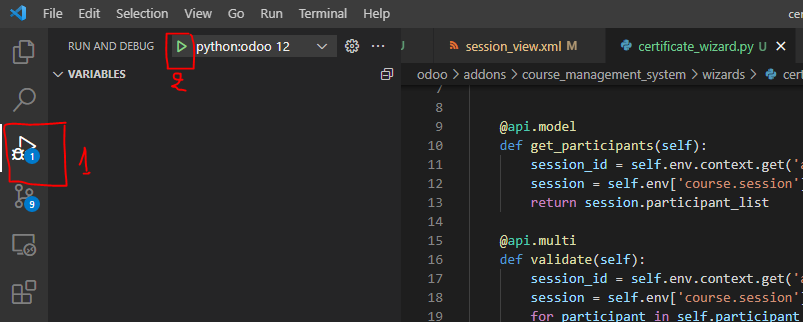 File Edit Selection View Go Run Terminal Help cer
RUN AND DEBUG python:odoo 12 ...
2
VARIABLES
1
1
9
U session_view.xml M certificate_wizard.py U
odoo > addons > course_management_system > wizards > cert
7
8
9 @api.model
10 def get_participants(self):
11 session_id = self.env.context.get('a
12 session = self.env['course.session']
13 return session.participant_list
14
15 @api.multi
16 def validate(self):
17 session_id = self.env.context.get('a
18 session = self.env['course.session']
19 for participant in self.participant